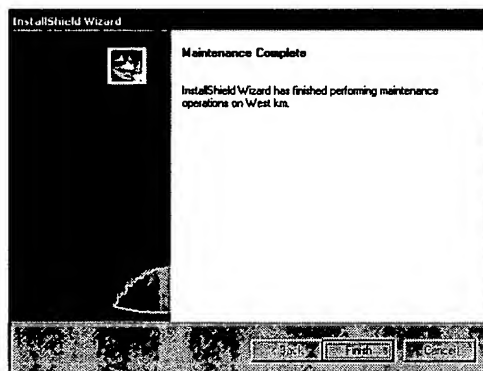 InstallShield Wizard
Maintenance Complete
InstallShield Wizard has finished performing maintenance
operations on West km.
Back Finish Cancel